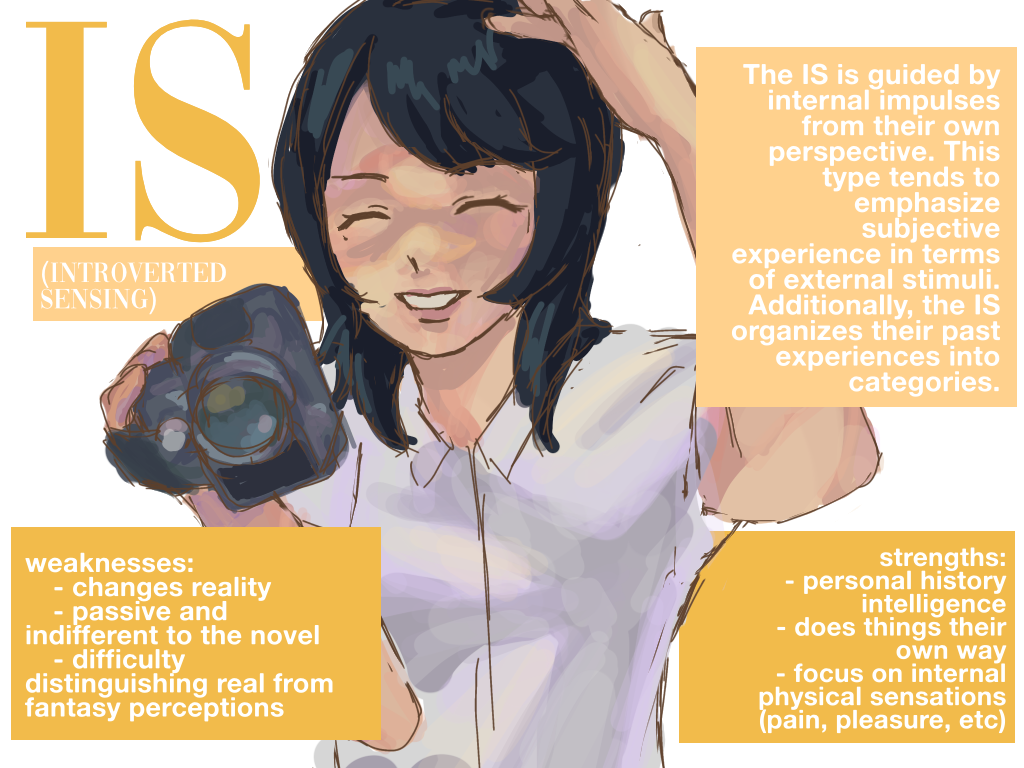 IS
(INTROVERTED
SENSING)
The IS is guided by
internal impulses
from their own
perspective. This
type tends to
emphasize
subjective
experience in terms
of external stimuli.
Additionally, the IS
organizes their past
experiences into
categories.
weaknesses:
- changes reality
- passive and
indifferent to the novel
- difficulty
distinguishing real from
fantasy perceptions
strengths:
- personal history
intelligence
- does things their
own way
- focus on internal
physical sensations
(pain, pleasure, etc)